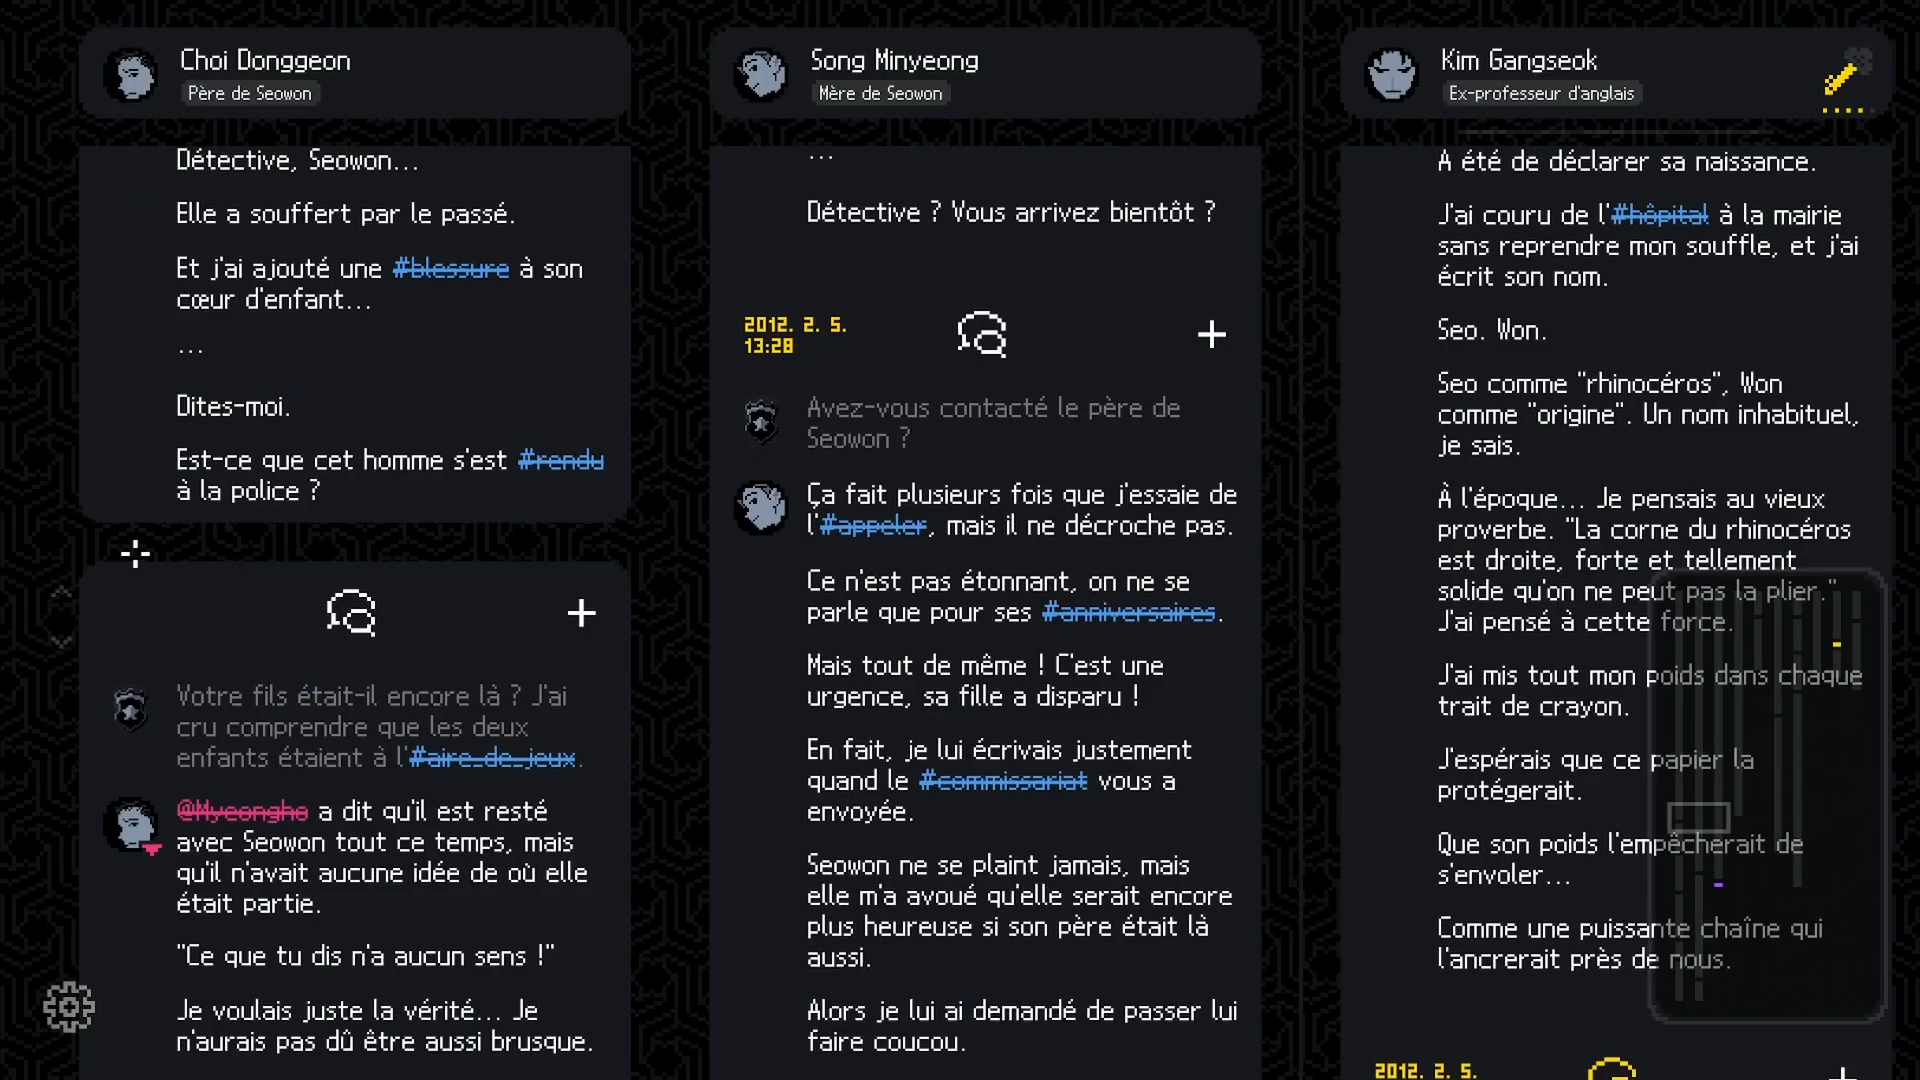 Choi Donggeon
Père de Seowon
Détective, Seowon...
Elle a souffert par le passé.
Et j'ai ajouté une #blessure à son
cœur d'enfant...
...
Dites-moi.
Est-ce que cet homme s'est #rendu
à la police ?
Votre fils était-il encore là ? J'ai
cru comprendre que les deux
enfants étaient à l'#aire_de_jeux.
@Myeongho a dit qu'il est resté
avec Seowon tout ce temps, mais
qu'il n'avait aucune idée de où elle
était partie.
"Ce que tu dis n'a aucun sens !"
Je voulais juste la vérité... Je
n'aurais pas dû être aussi brusque.
Song Minyeong
Mère de Seowon
...
Détective ? Vous arrivez bientôt ?
2012. 2. 5.
13:28
Avez-vous contacté le père de
Seowon ?
Ça fait plusieurs fois que j'essaie de
l'#appeler, mais il ne décroche pas.
Ce n'est pas étonnant, on ne se
parle que pour ses #anniversaires.
Mais tout de même ! C'est une
urgence, sa fille a disparu !
En fait, je lui écrivais justement
quand le #commissariat vous a
envoyée.
Seowon ne se plaint jamais, mais
elle m'a avoué qu'elle serait encore
plus heureuse si son père était là
aussi.
Alors je lui ai demandé de passer lui
faire coucou.
Kim Gangseok
Ex-professeur d'anglais
A été de déclarer sa naissance.
J'ai couru de l'#hôpital à la mairie
sans reprendre mon souffle, et j'ai
écrit son nom.
Seo. Won.
Seo comme "rhinocéros", Won
comme "origine". Un nom inhabituel,
je sais.
À l'époque... Je pensais au vieux
proverbe. "La corne du rhinocéros
est droite, forte et tellement
solide qu'on ne peut pas la plier."
J'ai pensé à cette force.
J'ai mis tout mon poids dans chaque
trait de crayon.
J'espérais que ce papier la
protégerait.
Que son poids l'empêcherait de
s'envoler...
Comme une puissante chaîne qui
l'ancrerait près de nous.
2012. 2. 5.